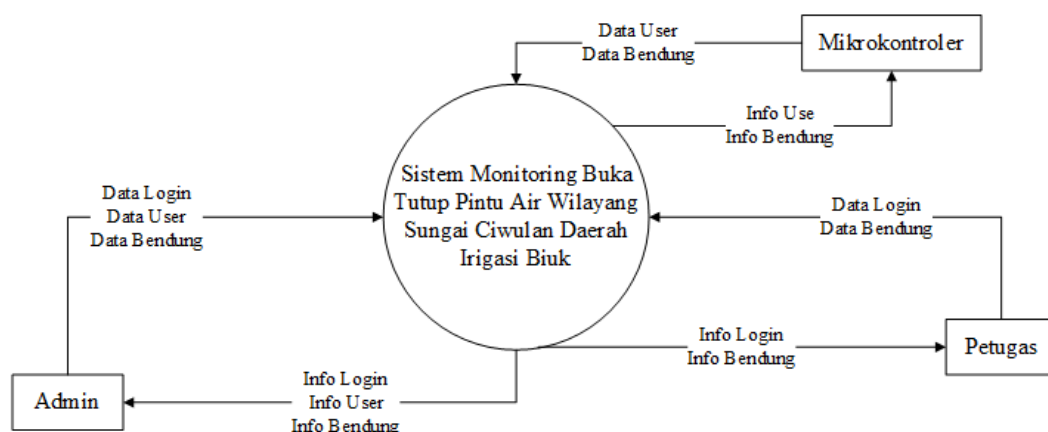 Data User
Data Bendung
Mikrokontroler
Info Use
Info Bendung
Sistem Monitoring Buka
Tutup Pintu Air Wilayang
Sungai Ciwulan Daerah
Irigasi Biuk
Data Login
Data User
Data Bendung
Data Login
Data Bendung
Info Login
Info Bendung
Petugas
Admin
Info Login
Info User
Info Bendung